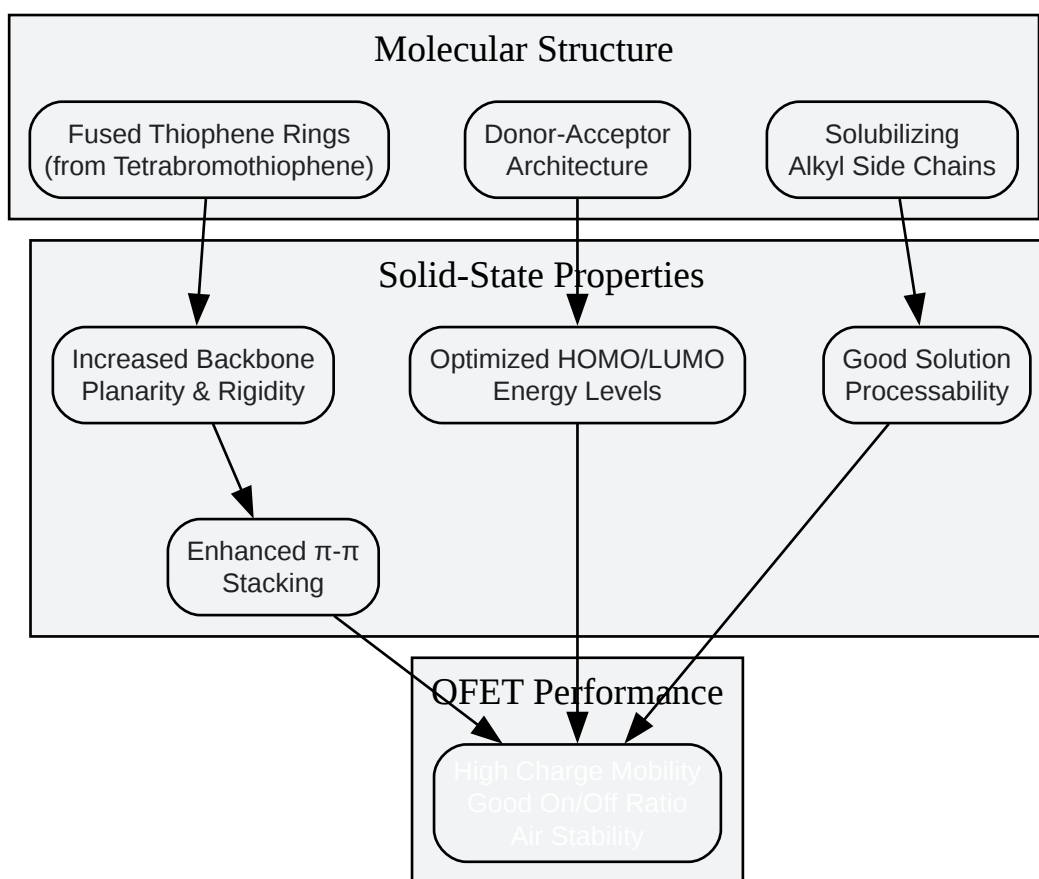 Molecular Structure
Fused Thiophene Rings
(from Tetrabromothiophene)
Donor-Acceptor
Architecture
Solubilizing
Alkyl Side Chains
Solid-State Properties
Increased Backbone
Planarity & Rigidity
Optimized HOMO/LUMO
Energy Levels
Good Solution
Processability
Enhanced π-π
Stacking
OFET Performance
High Charge Mobility
Good On/Off Ratio
Air Stability